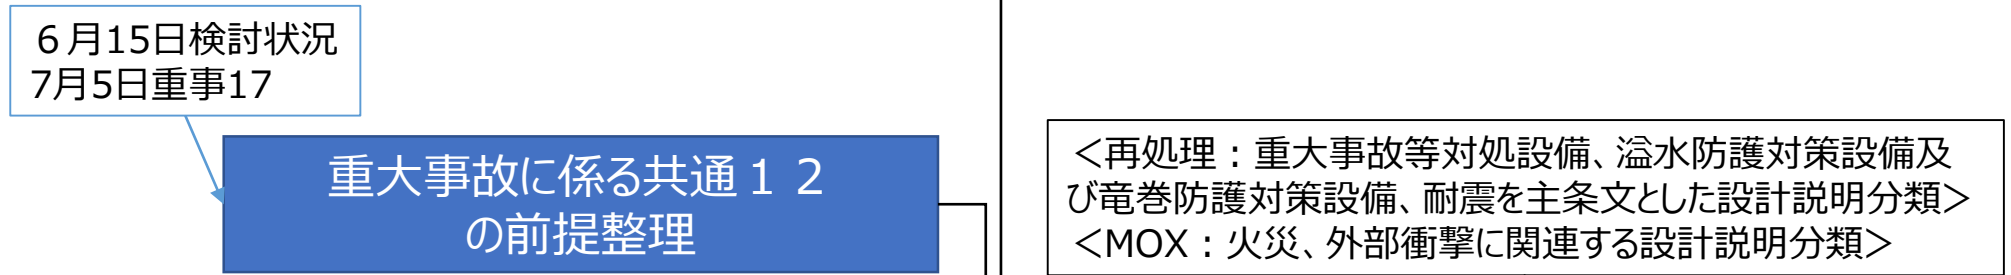 ６月15日検討状況
7月5日重事17
重大事故に係る共通１２
の前提整理
＜再処理：重大事故等対処設備、溢水防護対策設備及
び竜巻防護対策設備、耐震を主条文とした設計説明分類＞
＜MOX：火災、外部衝撃に関連する設計説明分類＞